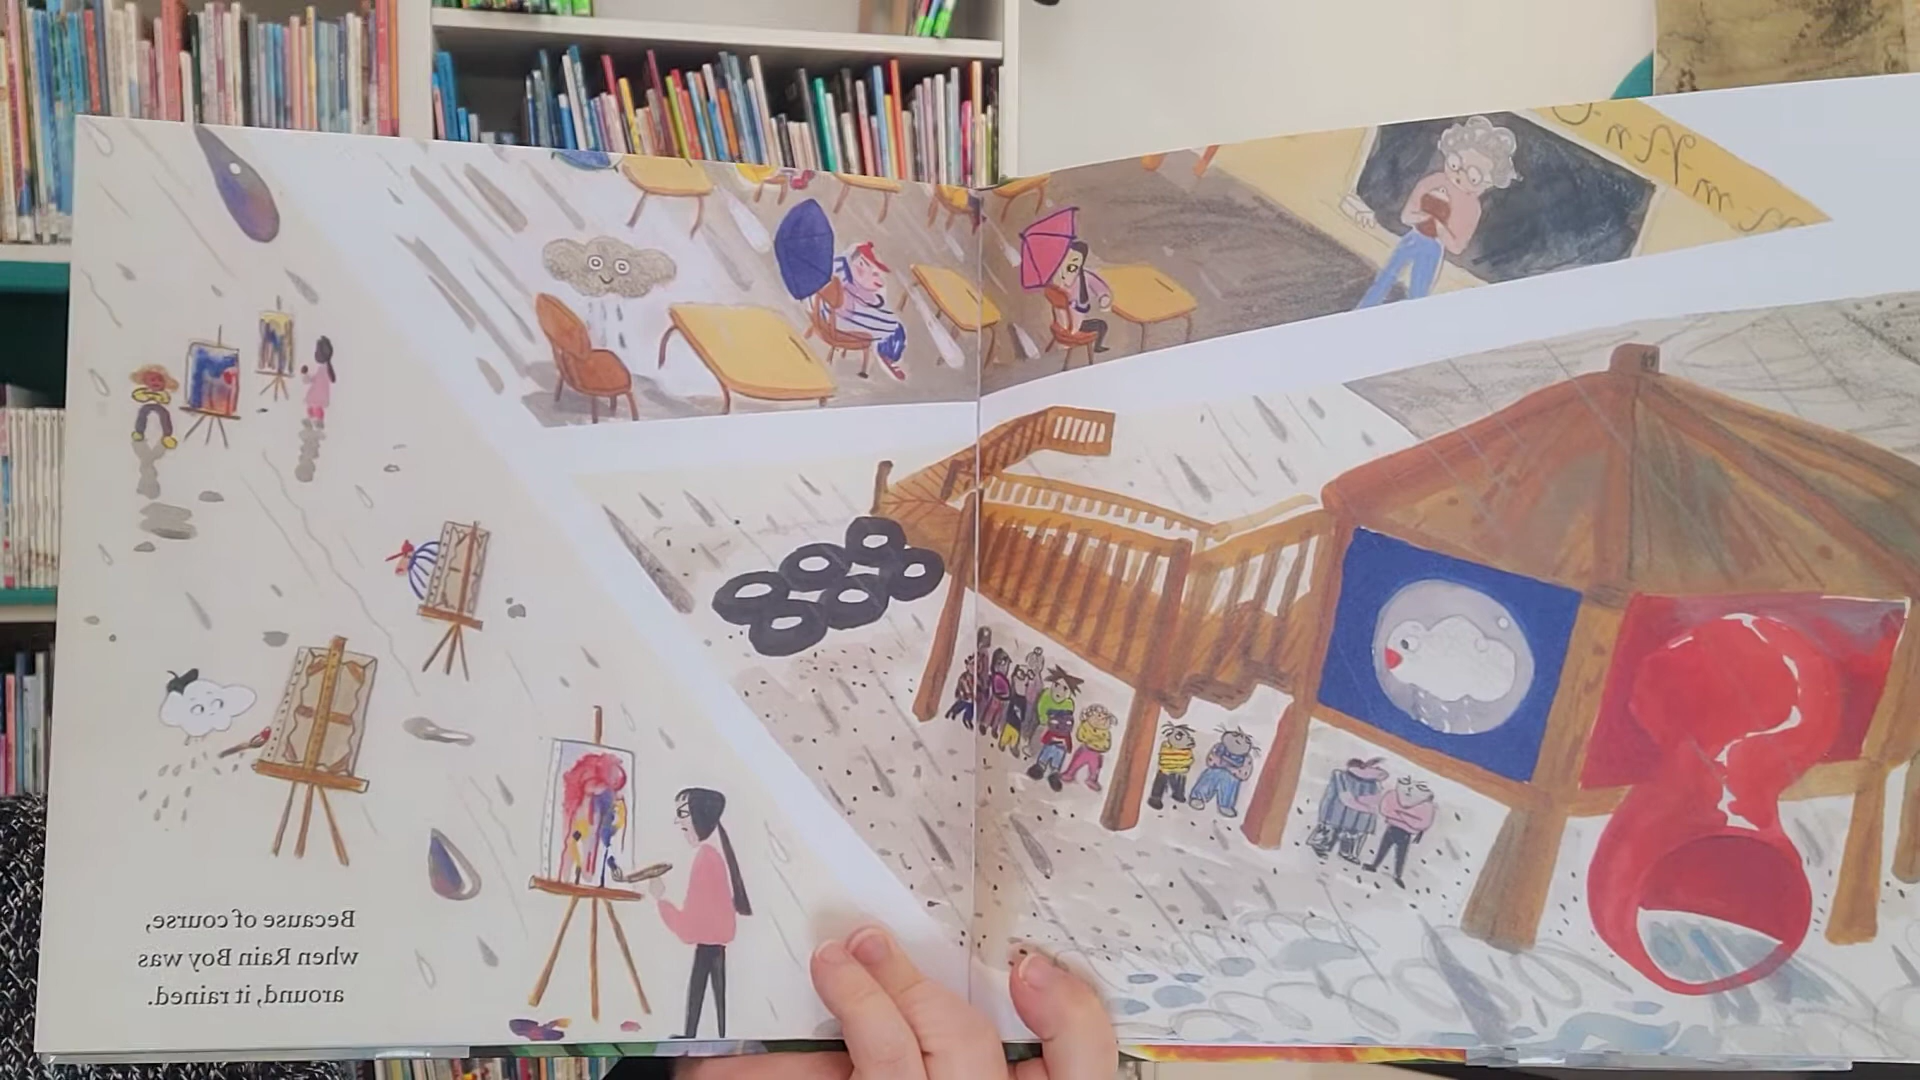 Because of course,
when Rain Boy was
around, it rained.